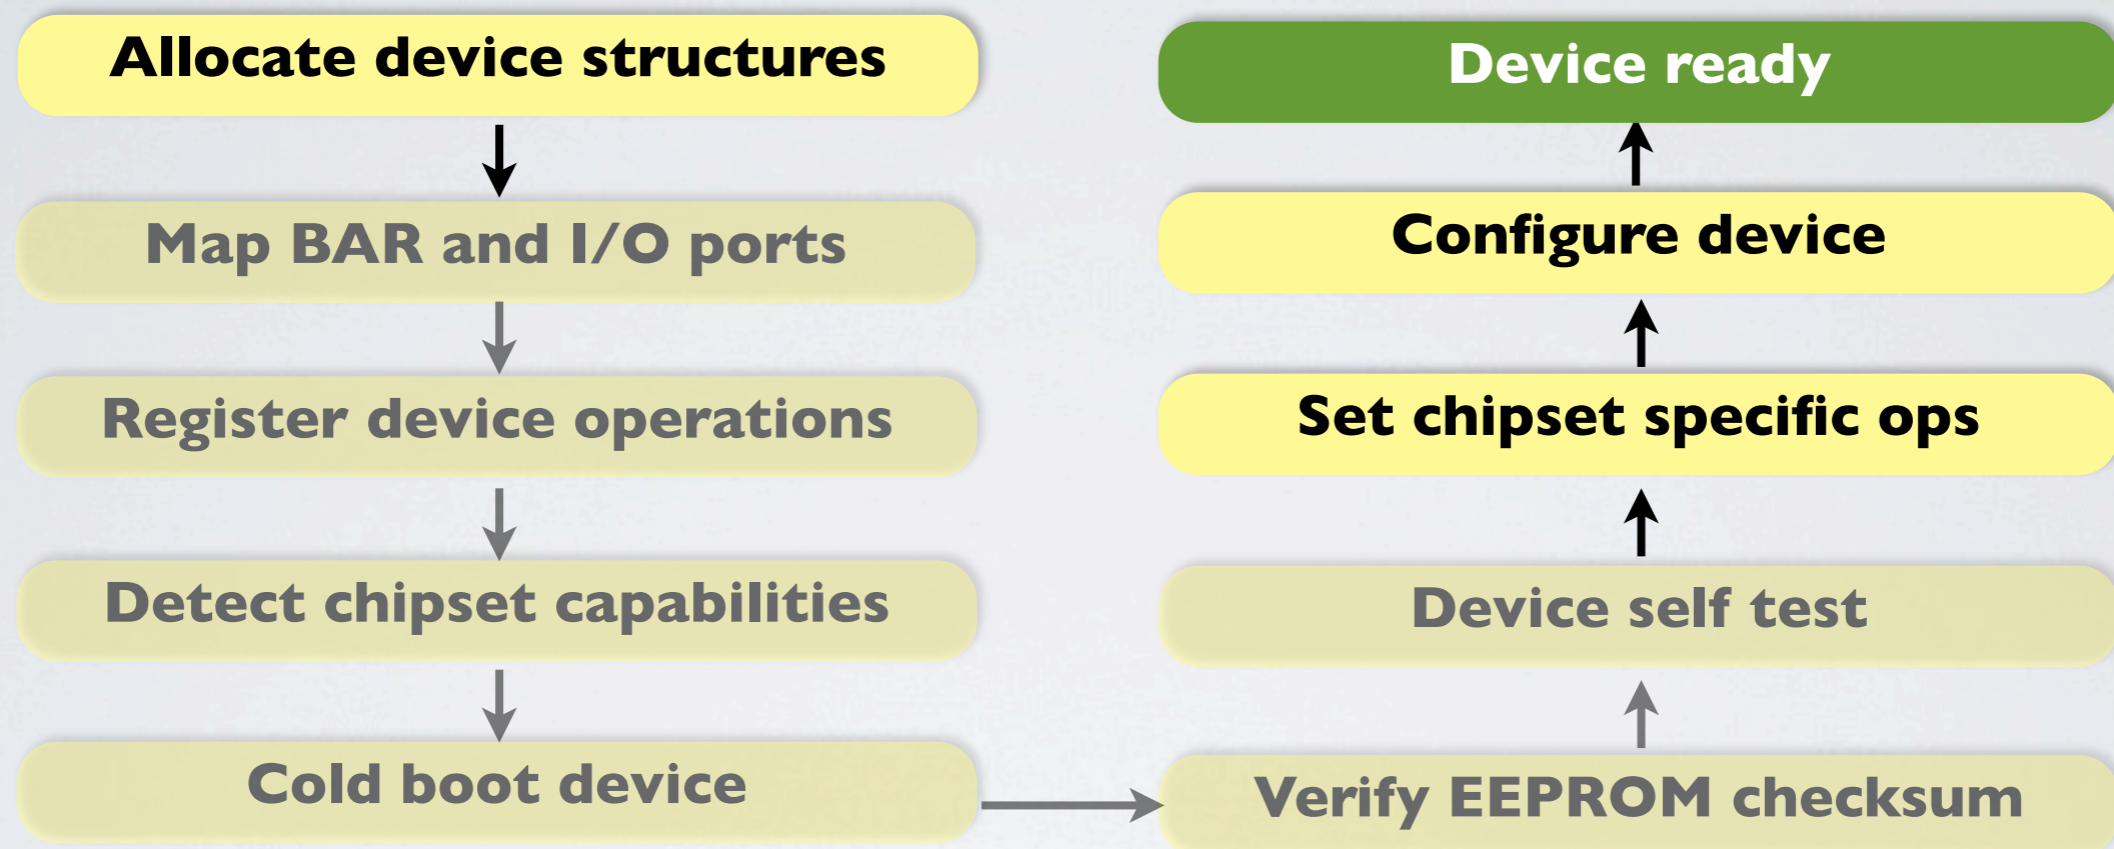 Allocate device structures
Map BAR and I/O ports
Register device operations
Detect chipset capabilities
Cold boot device
Verify EEPROM checksum
Device self test
Set chipset specific ops
Configure device
Device ready